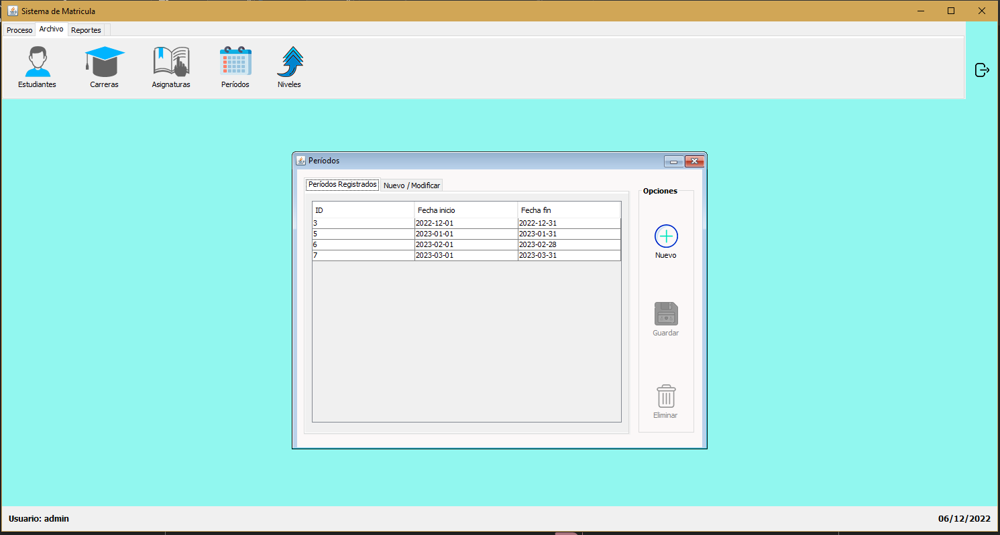 Sistema de Matricula
Proceso Archivo Reportes
Estudiantes Carreras Asignaturas Períodos Niveles
Períodos
Períodos Registrados Nuevo / Modificar
Opciones
ID Fecha inicio Fecha fin
3 2022-12-01 2022-12-31
5 2023-01-01 2023-01-31
6 2023-02-01 2023-02-28
7 2023-03-01 2023-03-31
Nuevo
Guardar
Eliminar
Usuario: admin 06/12/2022